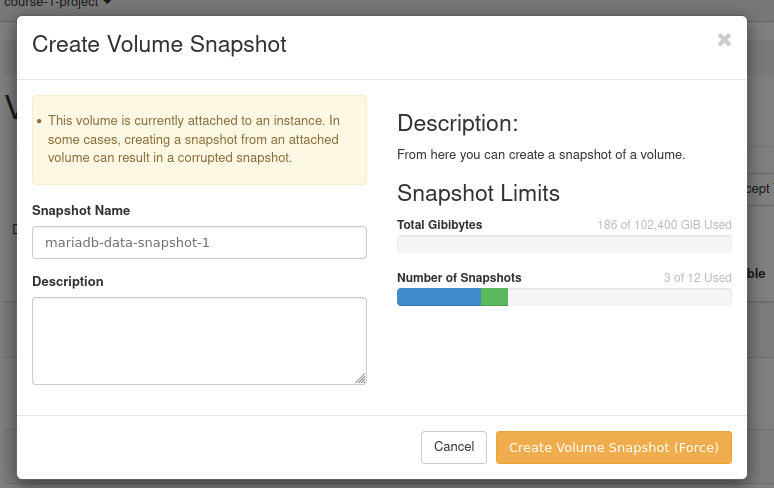 course-1-project
Create Volume Snapshot
This volume is currently attached to an instance. In
some cases, creating a snapshot from an attached
volume can result in a corrupted snapshot.
Snapshot Name
mariadb-data-snapshot-1
Description
Description:
From here you can create a snapshot of a volume.
Snapshot Limits
Total Gibibytes 186 of 102,400 GiB Used
Number of Snapshots 3 of 12 Used
Cancel
Create Volume Snapshot (Force)